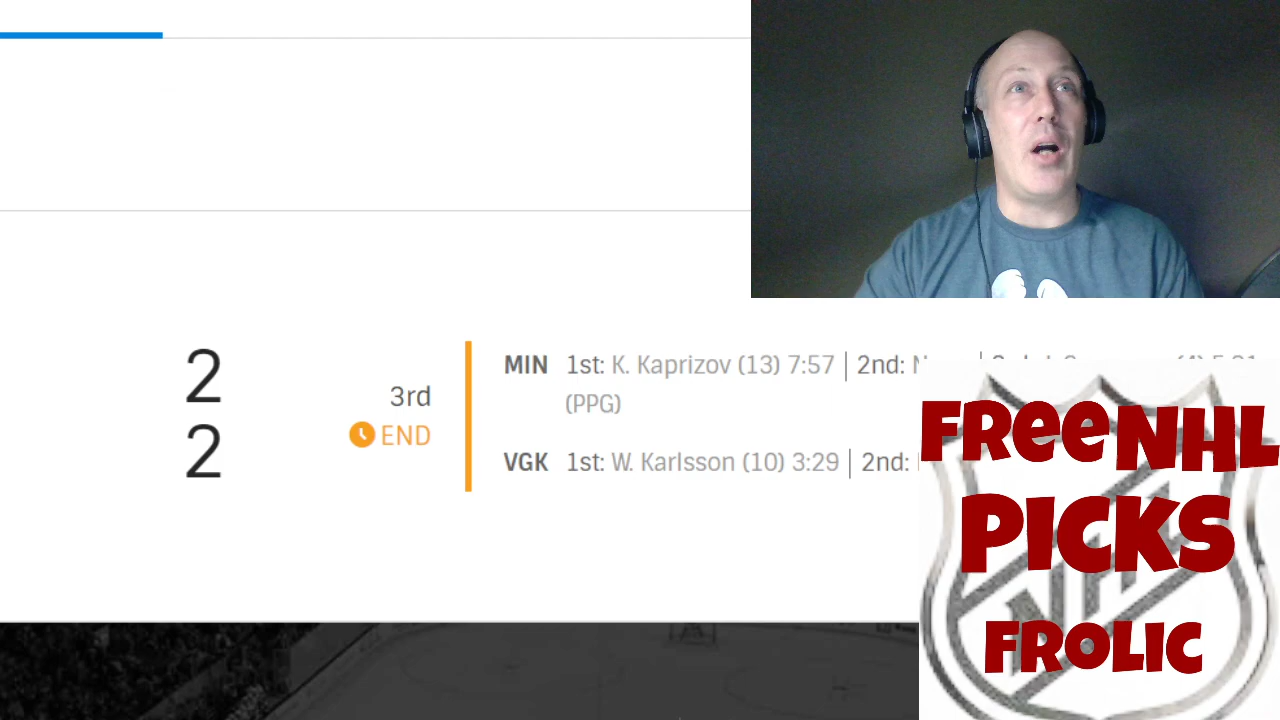 2
2
3rd
END
MIN 1st: K. Kaprizov (13) 7:57 | 2nd:
(PPG)
VGK 1st: W. Karlsson (10) 3:29 | 2nd:
FREE NHL
PICKS
FROLIC
NHL